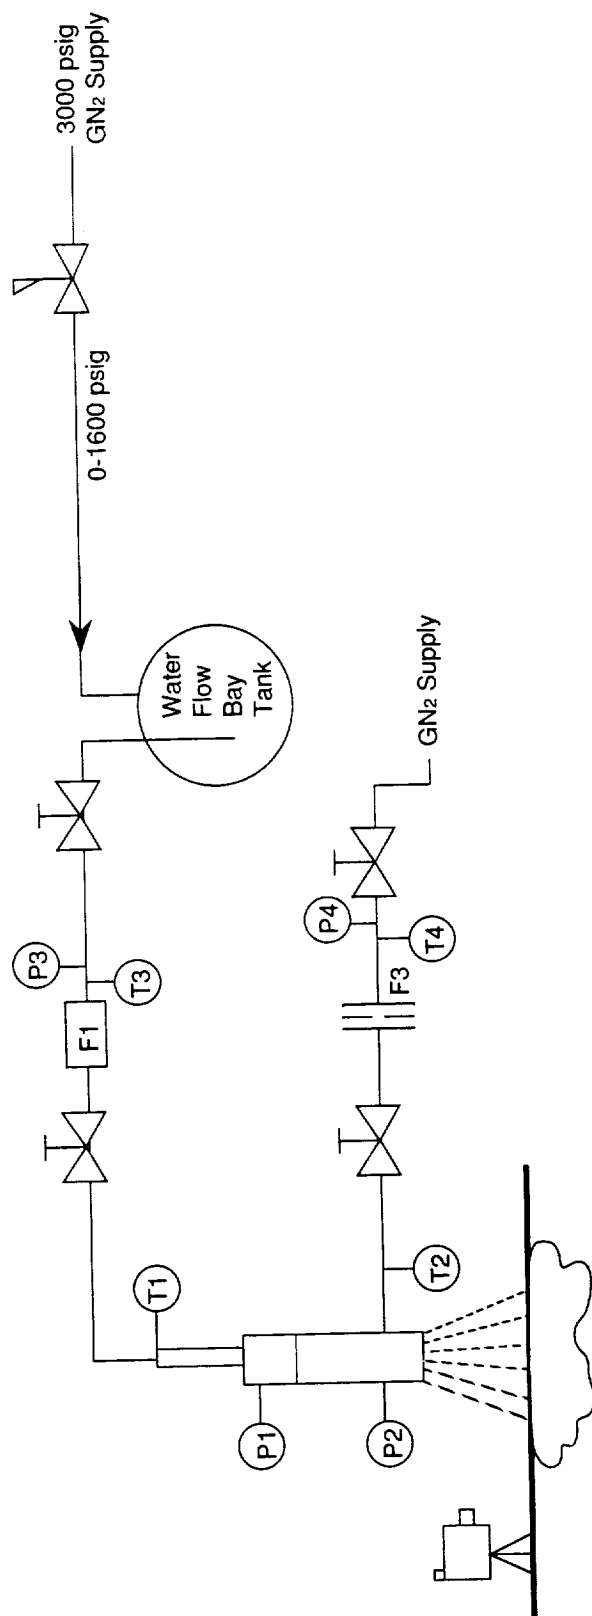 3000 psig
GN2 Supply
0-1600 psig
Water
Flow
Bay
Tank
P3
T3
F1
GN2 Supply
P4
T4
F3
T1
P1
T2
P2